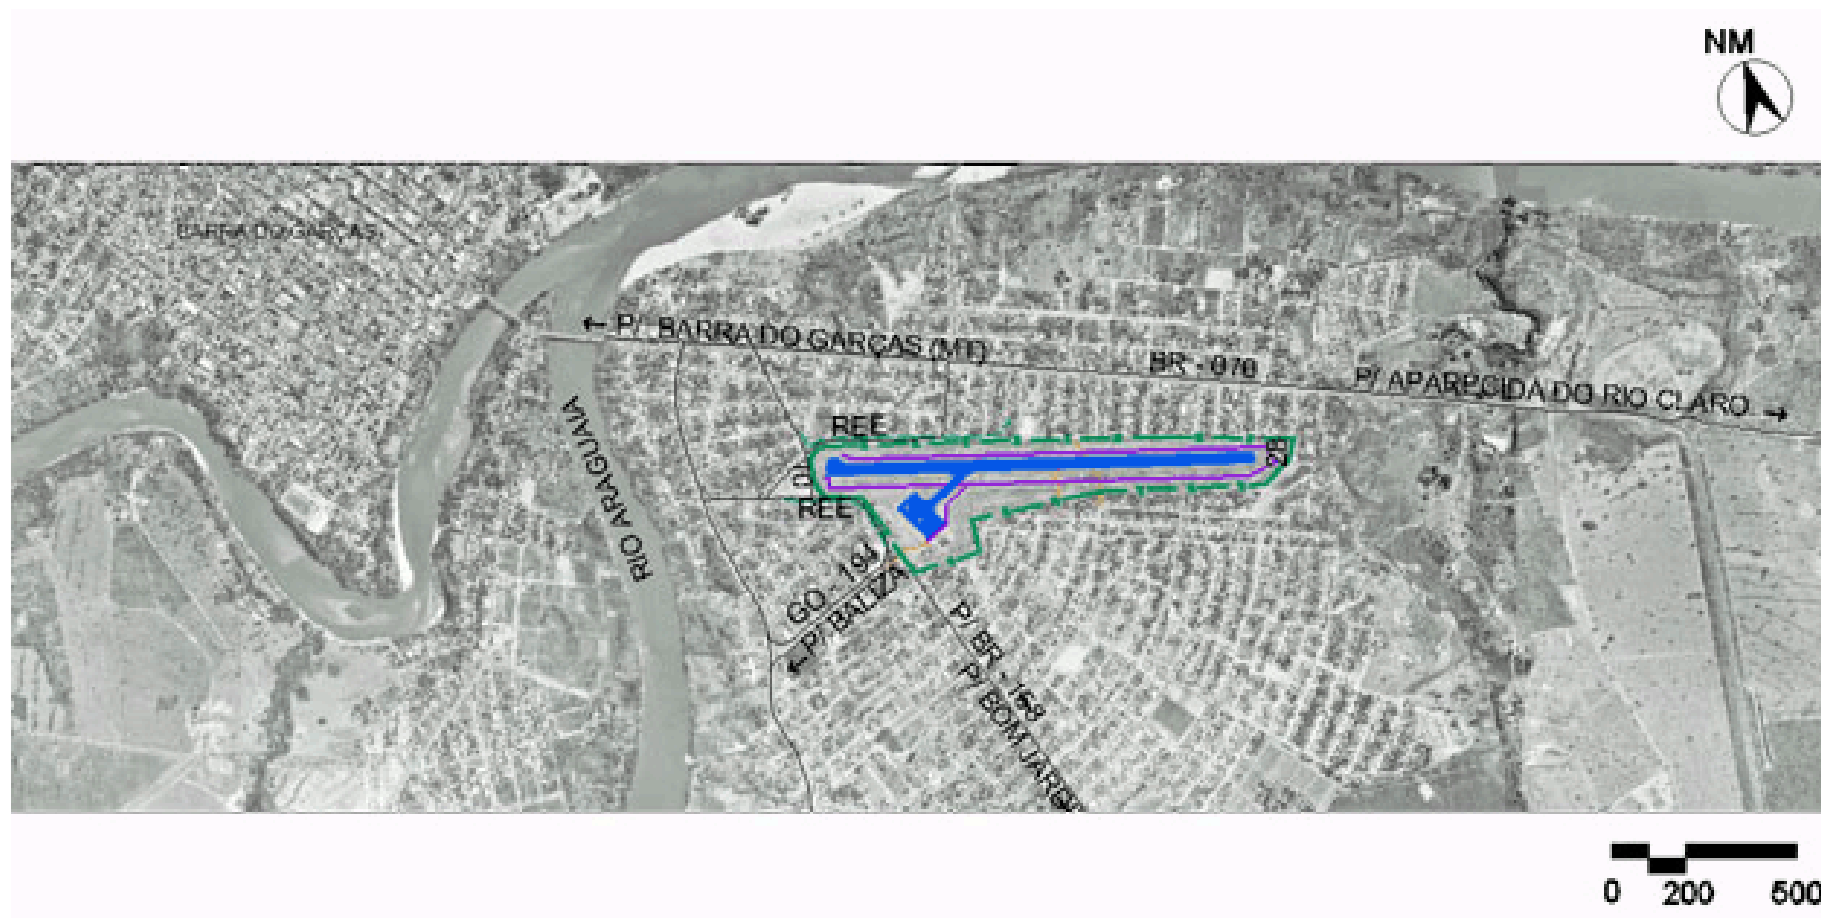 NM
BARRA DO GARÇAS
← P/ BARRA DO GARÇAS (MT)
BR - 070
P/ APARECIDA DO RIO CLARO →
RIO ARAGUAIA
REE
28
REE
GO - 194
← P/ BALIZA
P/ BR - 158
P/ BOM JARDI
0 200 500